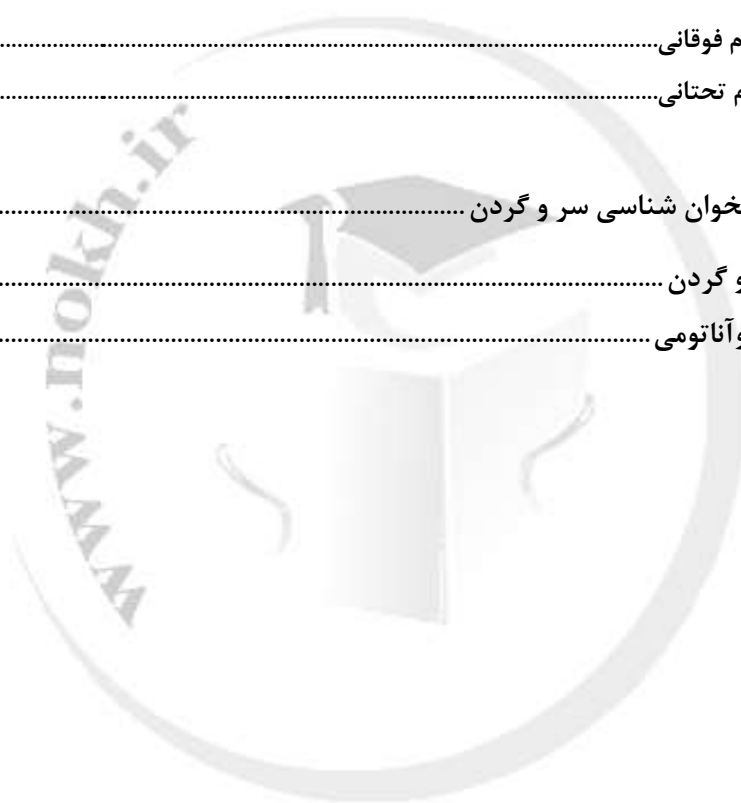 م فوقانی
م تحتانی
خوان شناسی سر و گردن
و گردن
وآناتومی
www.nokh.ir